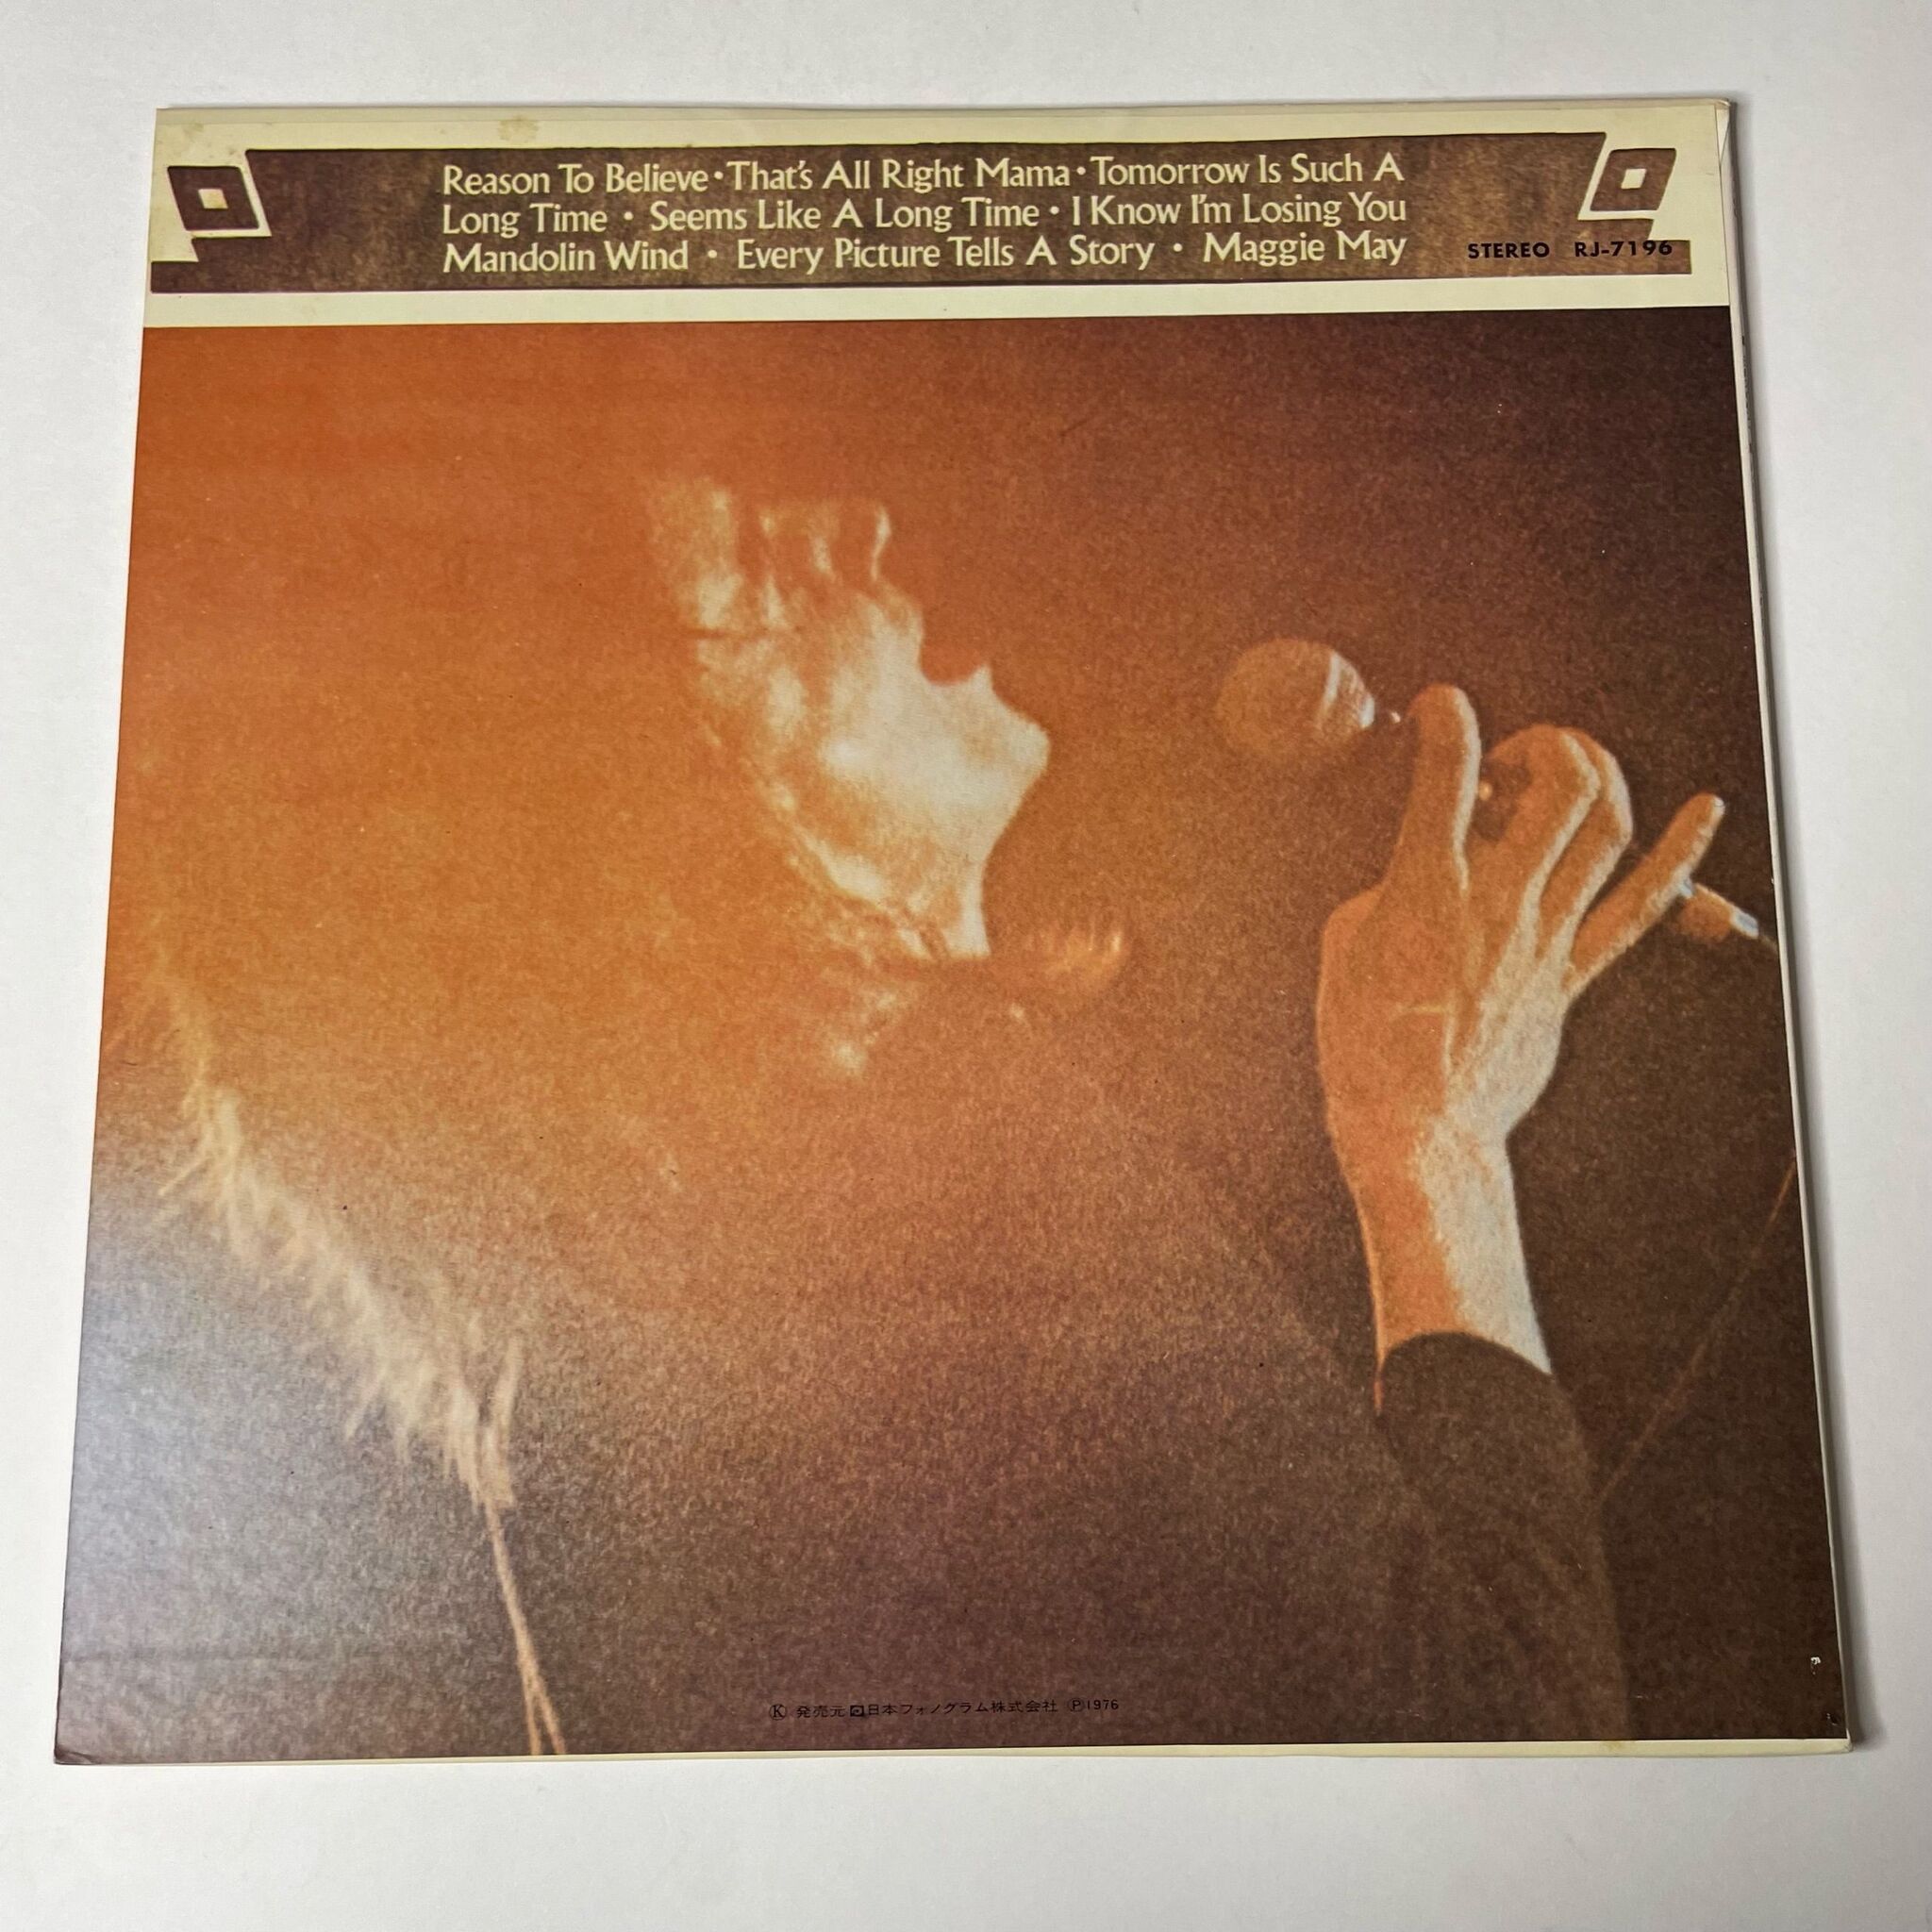 Reason To Believe • That's All Right Mama • Tomorrow Is Such A
Long Time • Seems Like A Long Time • I Know I'm Losing You
Mandolin Wind • Every Picture Tells A Story • Maggie May
STEREO RJ-7196
Ⓚ 発売元 日本フォノグラム株式会社 Ⓟ1976